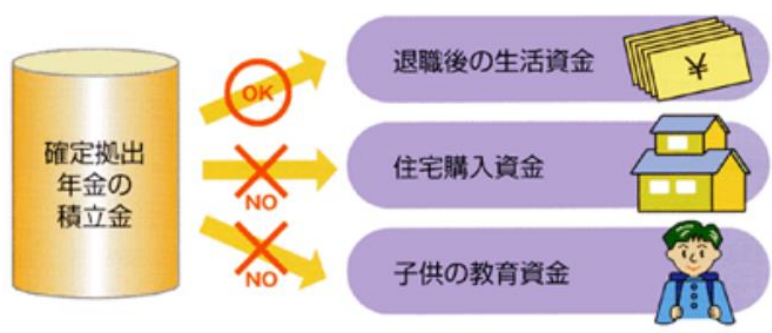 確定拠出
年金の
積立金
OK
退職後の生活資金
¥
NO
住宅購入資金
NO
子供の教育資金